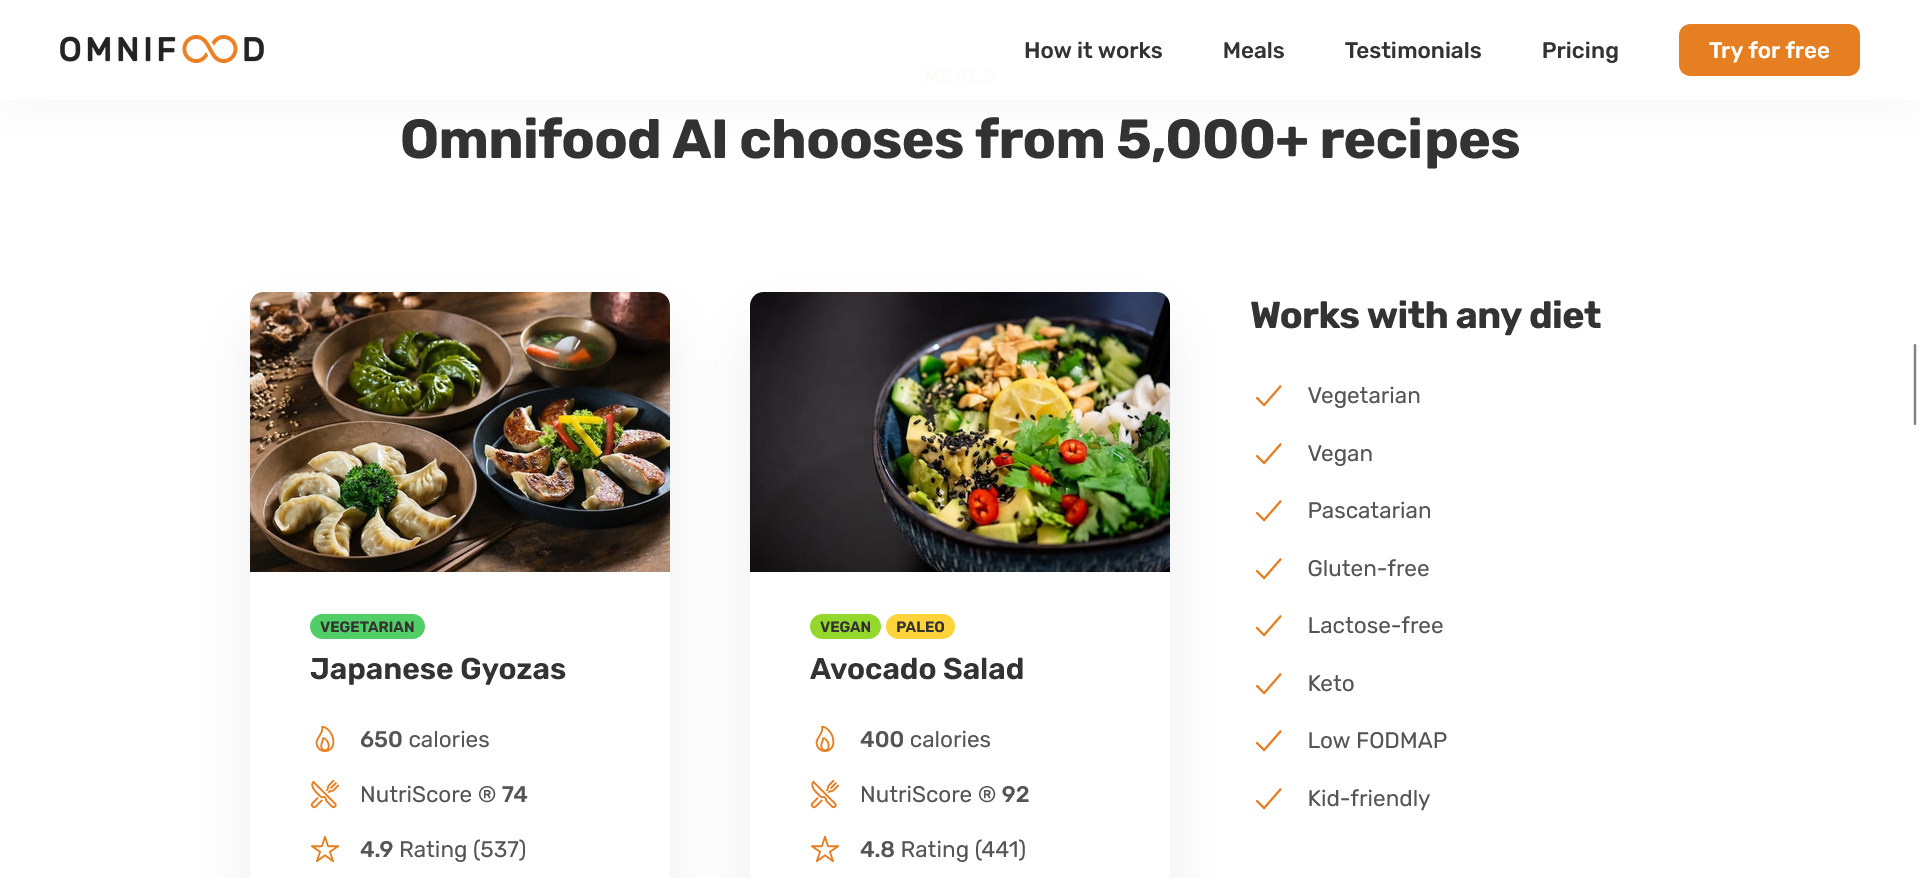 OMNIFOOD
How it works
Meals
Testimonials
Pricing
Try for free
MEALS
Omnifood AI chooses from 5,000+ recipes
VEGETARIAN
Japanese Gyozas
650 calories
NutriScore ® 74
4.9 Rating (537)
VEGAN PALEO
Avocado Salad
400 calories
NutriScore ® 92
4.8 Rating (441)
Works with any diet
Vegetarian
Vegan
Pascatarian
Gluten-free
Lactose-free
Keto
Low FODMAP
Kid-friendly